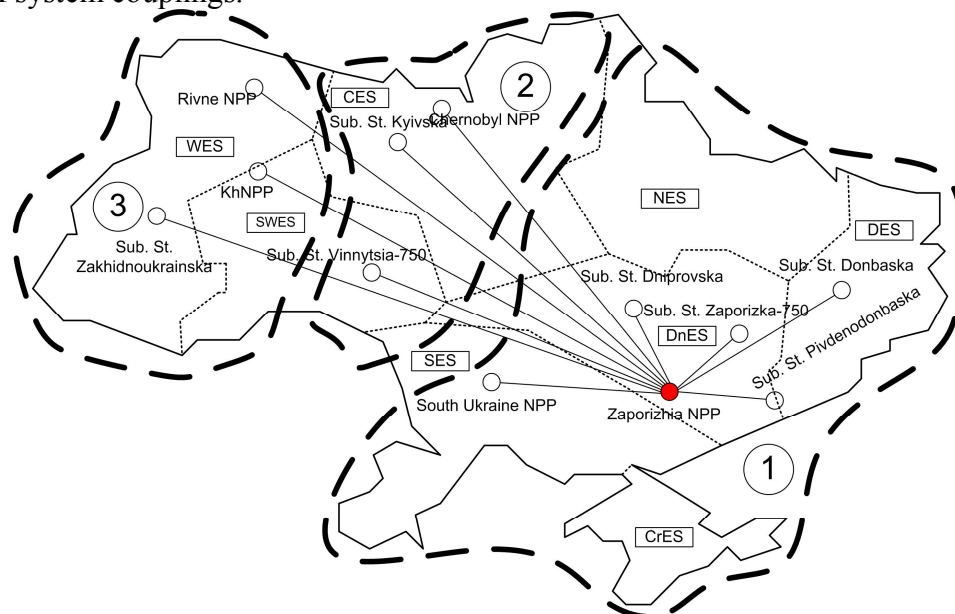 system couplings.
2
CES
Rivne NPP
Chernobyl NPP
Sub. St. Kyivska
WES
KhNPP
NES
3
SWES
DES
Sub. St.
Zakhidnoukrainska
Sub. St. Vinnytsia-750
Sub. St. Dniprovska
Sub. St. Donbaska
Sub. St. Zaporizka-750
DnES
Sub. St. Pivdenodonbaska
SES
South Ukraine NPP
Zaporizhia NPP
1
CrES